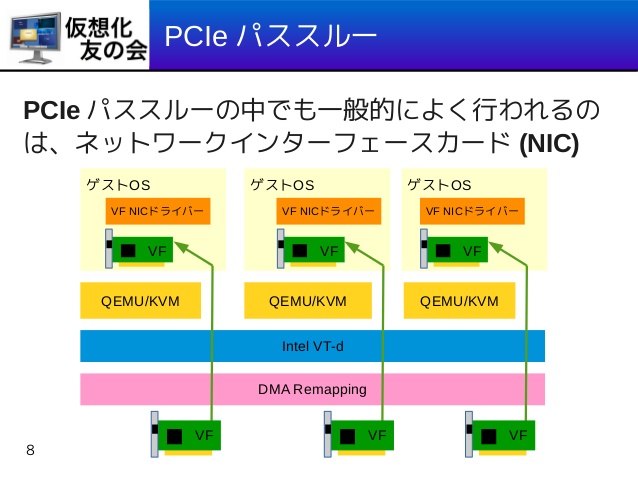 仮想化
友の会
PCIe パススルー
PCIe パススルーの中でも一般的によく行われるの
は、ネットワークインターフェースカード (NIC)
ゲストOS ゲストOS ゲストOS
VF NICドライバー VF NICドライバー VF NICドライバー
VF VF VF
QEMU/KVM QEMU/KVM QEMU/KVM
Intel VT-d
DMA Remapping
VF VF VF
8